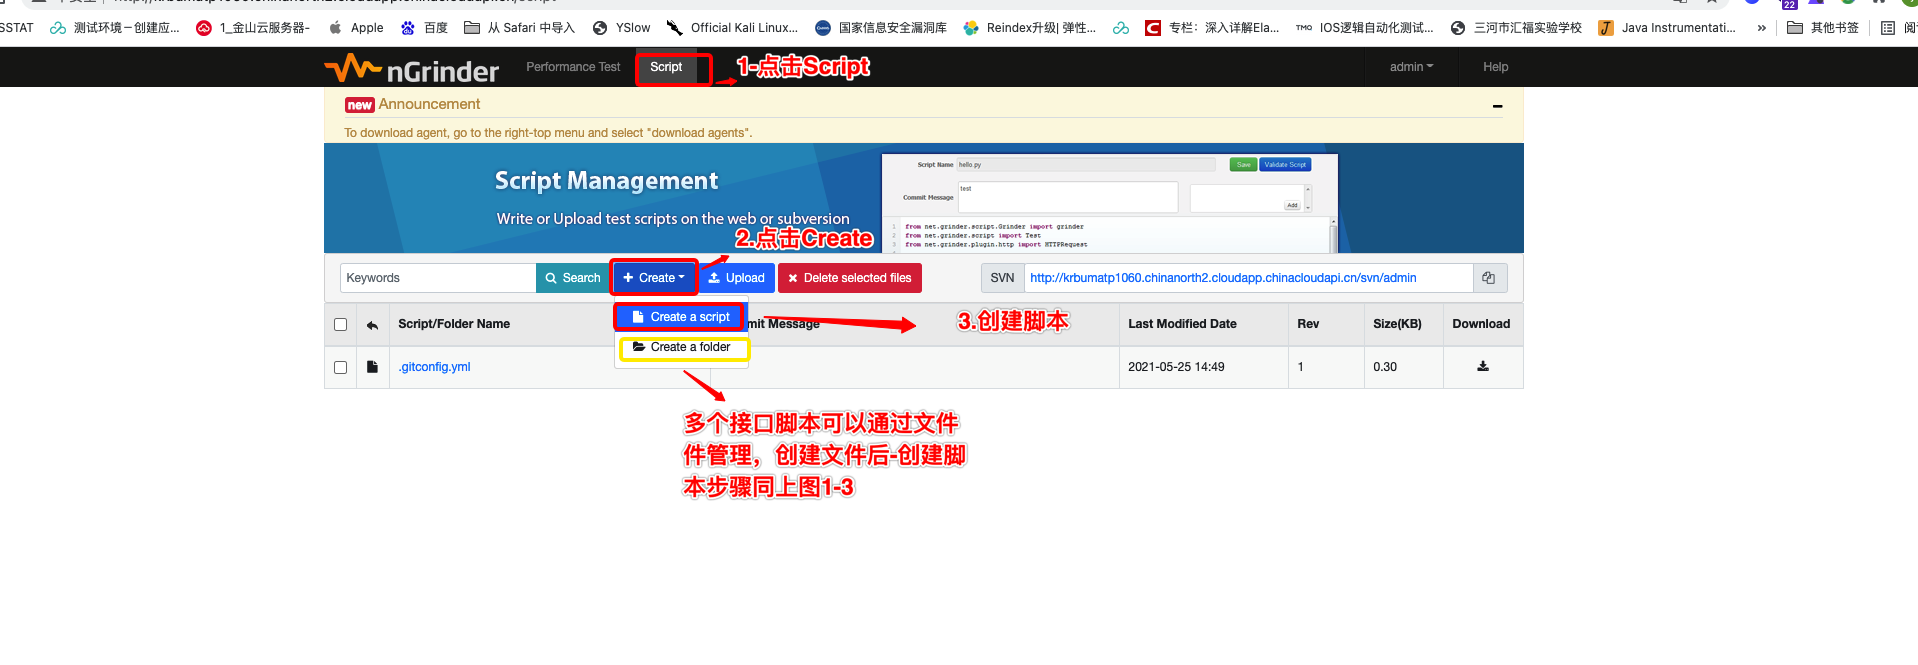 SSTAT 测试环境－创建应... 1_金山云服务器- Apple 百度 从 Safari 中导入 YSlow Official Kali Linux... 国家信息安全漏洞库 Reindex升级| 弹性... 专栏：深入详解Ela... TMQ IOS逻辑自动化测试... 三河市汇福实验学校 Java Instrumentati... » 其他书签
22
nGrinder Performance Test Script 1-点击Script admin Help
new Announcement
To download agent, go to the right-top menu and select "download agents".
Script Management
Write or Upload test scripts on the web or subversion
Script Name hello.py Save Validate Script
Commit Message test Add
1 from net.grinder.script.Grinder import grinder
2 from net.grinder.script import Test
3 from net.grinder.plugin.http import HTTPRequest
4
2.点击Create
Keywords Search Create Upload Delete selected files SVN http://krbumatp1060.chinanorth2.cloudapp.chinacloudapi.cn/svn/admin
Create a script
Create a folder
3.创建脚本
Script/Folder Name mit Message Last Modified Date Rev Size(KB) Download
.gitconfig.yml 2021-05-25 14:49 1 0.30
多个接口脚本可以通过文件
件管理，创建文件后-创建脚
本步骤同上图1-3